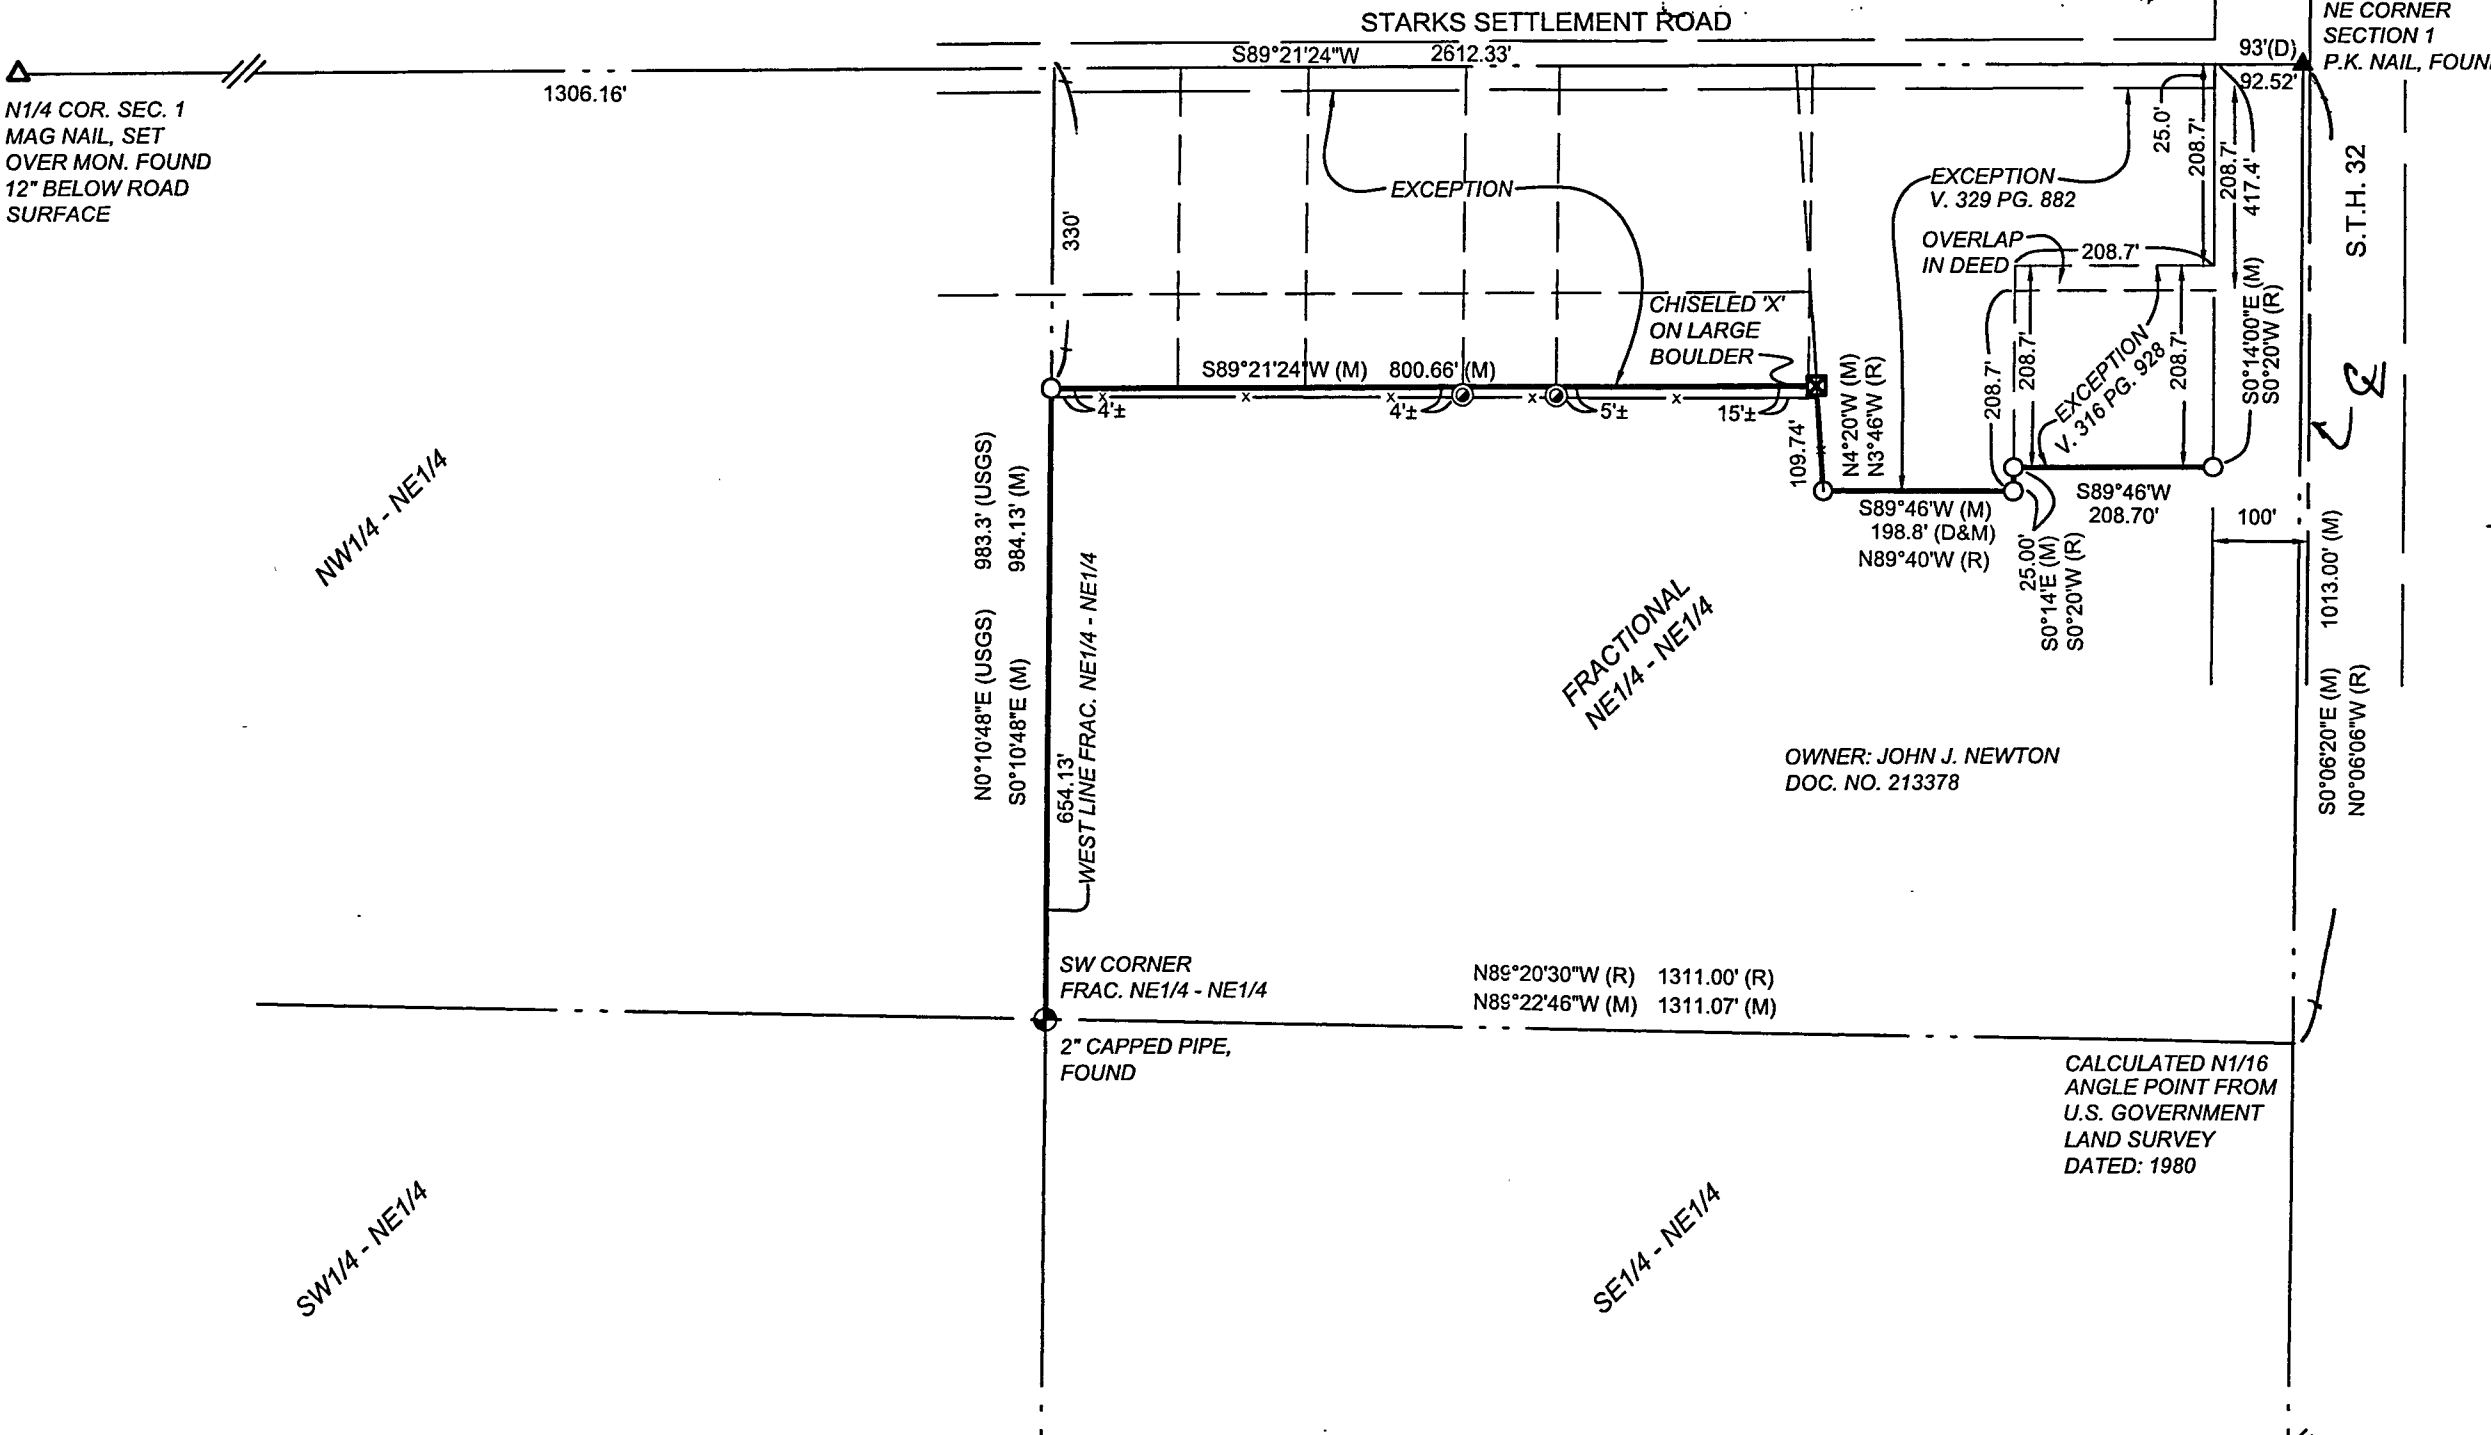 STARKS SETTLEMENT ROAD
S89°21'24"W 2612.33'
1306.16'
N1/4 COR. SEC. 1
MAG NAIL, SET
OVER MON. FOUND
12" BELOW ROAD
SURFACE
93'(D)
92.52'
NE CORNER
SECTION 1
P.K. NAIL, FOUN
S.T.H. 32
330'
EXCEPTION
EXCEPTION
V. 329 PG. 882
25.0'
208.7'
208.7'
417.4'
OVERLAP
IN DEED
208.7'
CHISELED 'X'
ON LARGE
BOULDER
S0°14'00"E (M)
S0°20'W (R)
208.7'
208.7'
EXCEPTION
V. 316 PG. 928
208.7'
S89°21'24"W (M) 800.66' (M)
x x x x x
4'±
4'±
5'±
15'±
109.74'
N4°20'W (M)
N3°46'W (R)
S89°46'W (M)
198.8' (D&M)
N89°40'W (R)
25.00'
S0°14'E (M)
S0°20'W (R)
S89°46'W
208.70'
100'
NW1/4 - NE1/4
N0°10'48"E (USGS) 983.3' (USGS)
S0°10'48"E (M) 984.13' (M)
654.13'
WEST LINE FRAC. NE1/4 - NE1/4
FRACTIONAL
NE1/4 - NE1/4
S0°06'20"E (M) 1013.00' (M)
N0°06'06"W (R)
OWNER: JOHN J. NEWTON
DOC. NO. 213378
SW CORNER
FRAC. NE1/4 - NE1/4
N89°20'30"W (R) 1311.00' (R)
N89°22'46"W (M) 1311.07' (M)
2" CAPPED PIPE,
FOUND
CALCULATED N1/16
ANGLE POINT FROM
U.S. GOVERNMENT
LAND SURVEY
DATED: 1980
SW1/4 - NE1/4
SE1/4 - NE1/4